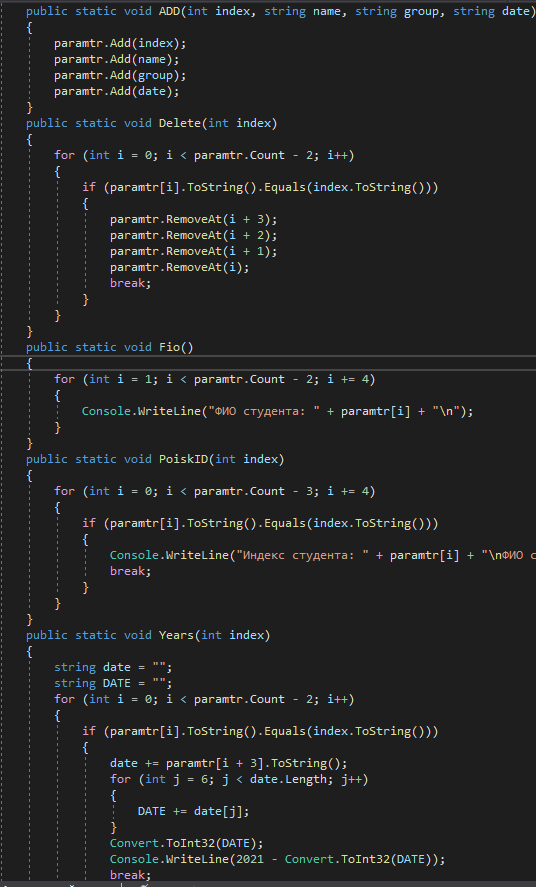 public static void ADD(int index, string name, string group, string date)
{
paramtr.Add(index);
paramtr.Add(name);
paramtr.Add(group);
paramtr.Add(date);
}
public static void Delete(int index)
{
for (int i = 0; i < paramtr.Count - 2; i++)
{
if (paramtr[i].ToString().Equals(index.ToString()))
{
paramtr.RemoveAt(i + 3);
paramtr.RemoveAt(i + 2);
paramtr.RemoveAt(i + 1);
paramtr.RemoveAt(i);
break;
}
}
}
public static void Fio()
{
for (int i = 1; i < paramtr.Count - 2; i += 4)
{
Console.WriteLine("ФИО студента: " + paramtr[i] + "\n");
}
}
public static void PoiskID(int index)
{
for (int i = 0; i < paramtr.Count - 3; i += 4)
{
if (paramtr[i].ToString().Equals(index.ToString()))
{
Console.WriteLine("Индекс студента: " + paramtr[i] + "\nФИО с
break;
}
}
}
public static void Years(int index)
{
string date = "";
string DATE = "";
for (int i = 0; i < paramtr.Count - 2; i++)
{
if (paramtr[i].ToString().Equals(index.ToString()))
{
date += paramtr[i + 3].ToString();
for (int j = 6; j < date.Length; j++)
{
DATE += date[j];
}
Convert.ToInt32(DATE);
Console.WriteLine(2021 - Convert.ToInt32(DATE));
break;